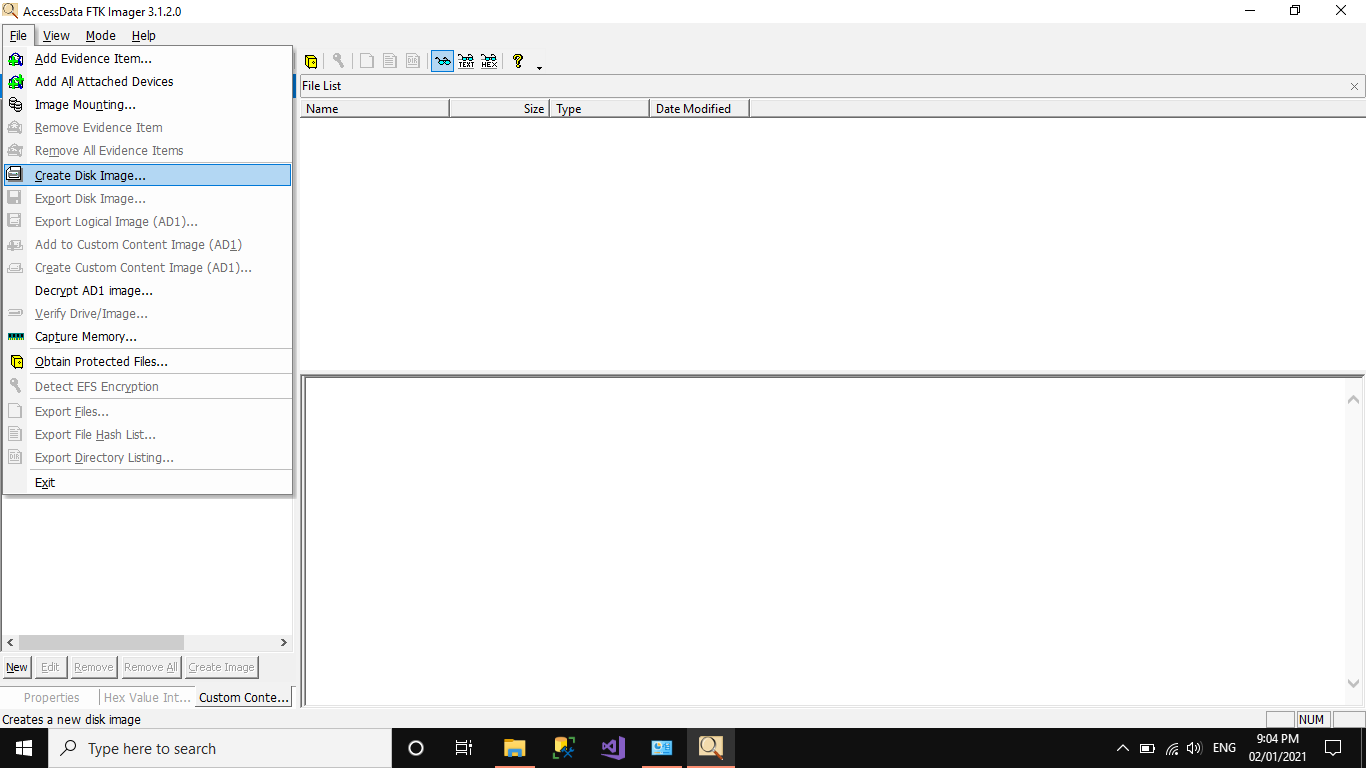 AccessData FTK Imager 3.1.2.0
File View Mode Help
Add Evidence Item...
Add All Attached Devices
Image Mounting...
Remove Evidence Item
Remove All Evidence Items
Create Disk Image...
Export Disk Image...
Export Logical Image (AD1)...
Add to Custom Content Image (AD1)
Create Custom Content Image (AD1)...
Decrypt AD1 image...
Verify Drive/Image...
Capture Memory...
Obtain Protected Files...
Detect EFS Encryption
Export Files...
Export File Hash List...
DIR Export Directory Listing...
Exit
DIR TEXT HEX ?
File List
Name Size Type Date Modified
New Edit Remove Remove All Create Image
Properties Hex Value Int... Custom Conte...
Creates a new disk image
NUM
Type here to search
ENG
9:04 PM
02/01/2021